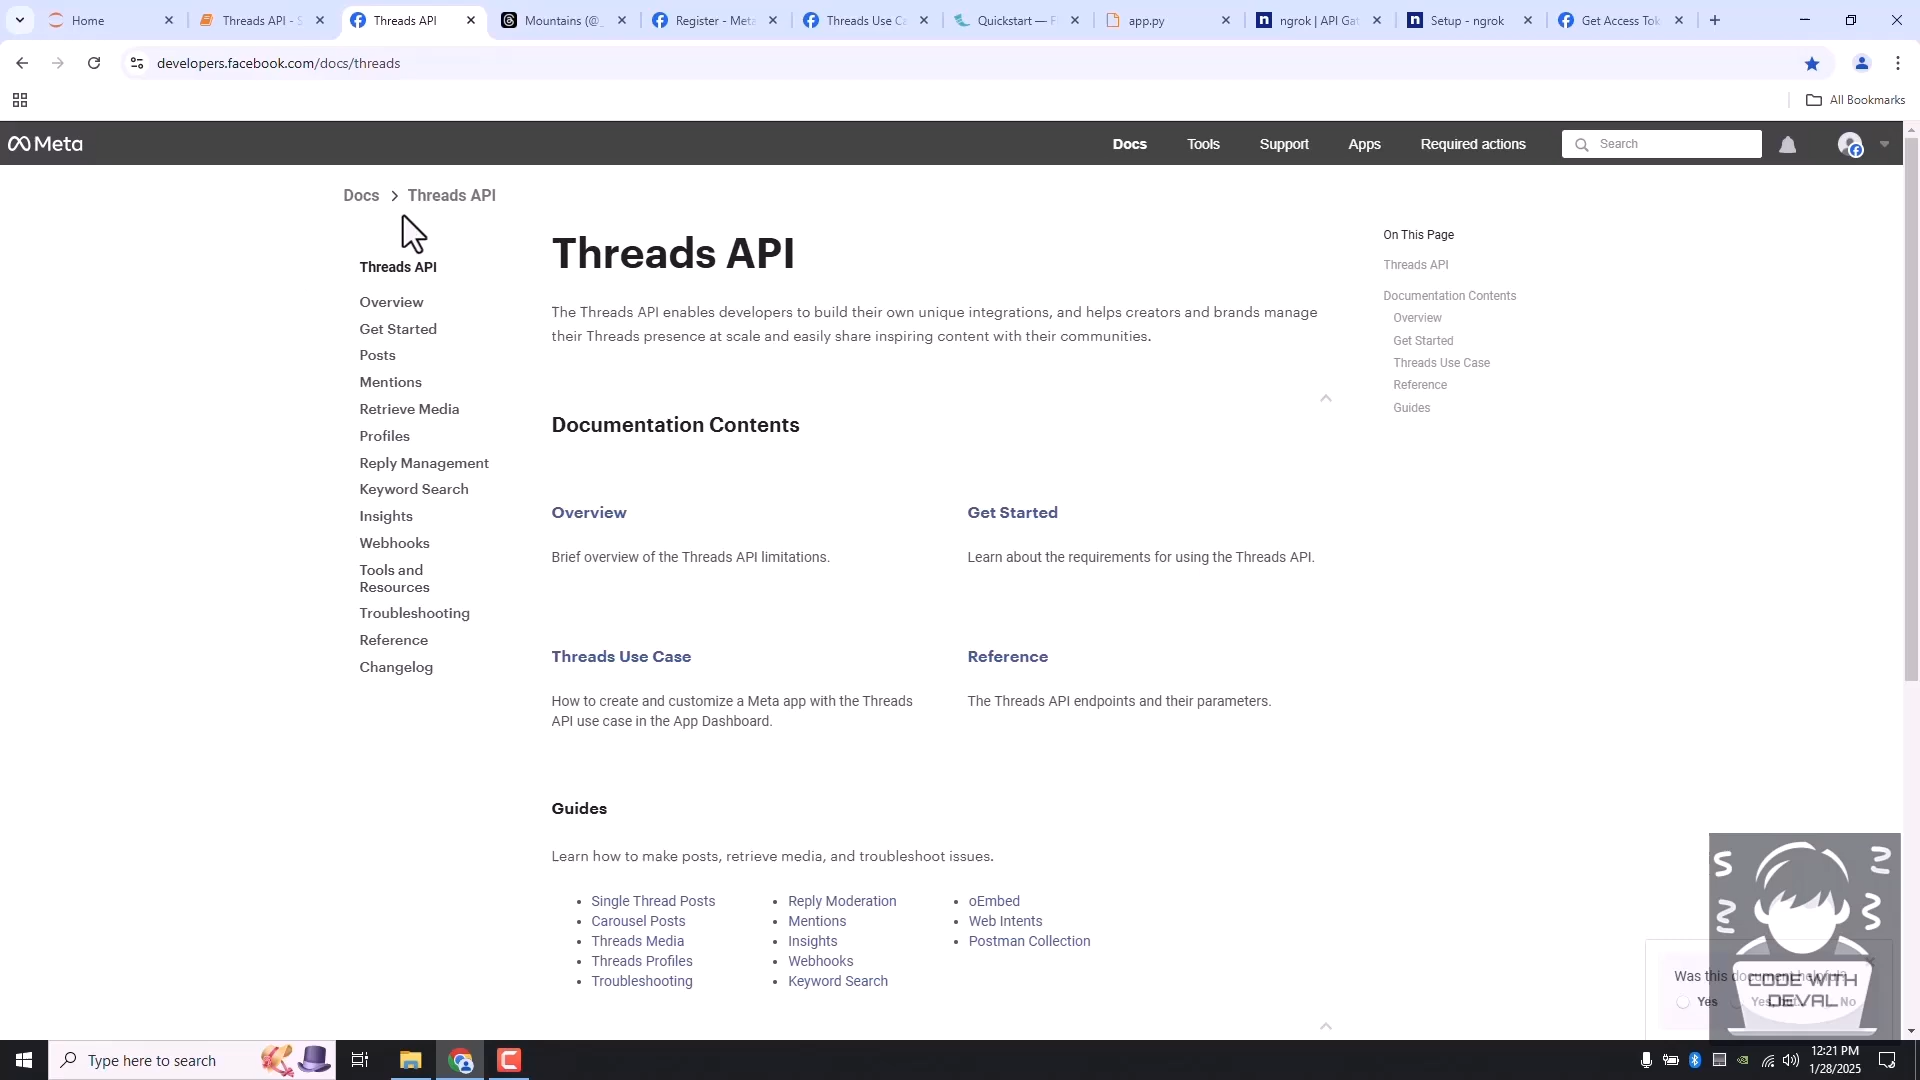 Home
Threads API - S
Threads API
Mountains (@_
Register - Meta
Threads Use Ca
Quickstart — F
app.py
ngrok | API Gat
Setup - ngrok
Get Access Tok
developers.facebook.com/docs/threads
All Bookmarks
Meta
Docs
Tools
Support
Apps
Required actions
Search
Docs > Threads API
Threads API
Overview
Get Started
Posts
Mentions
Retrieve Media
Profiles
Reply Management
Keyword Search
Insights
Webhooks
Tools and
Resources
Troubleshooting
Reference
Changelog
Threads API
The Threads API enables developers to build their own unique integrations, and helps creators and brands manage
their Threads presence at scale and easily share inspiring content with their communities.
Documentation Contents
Overview
Brief overview of the Threads API limitations.
Get Started
Learn about the requirements for using the Threads API.
Threads Use Case
How to create and customize a Meta app with the Threads
API use case in the App Dashboard.
Reference
The Threads API endpoints and their parameters.
Guides
Learn how to make posts, retrieve media, and troubleshoot issues.
Single Thread Posts
Carousel Posts
Threads Media
Threads Profiles
Troubleshooting
Reply Moderation
Mentions
Insights
Webhooks
Keyword Search
oEmbed
Web Intents
Postman Collection
On This Page
Threads API
Documentation Contents
Overview
Get Started
Threads Use Case
Reference
Guides
Was this document helpful?
Yes
No
CODE WITH
DEVAL
Type here to search
12:21 PM
1/28/2025